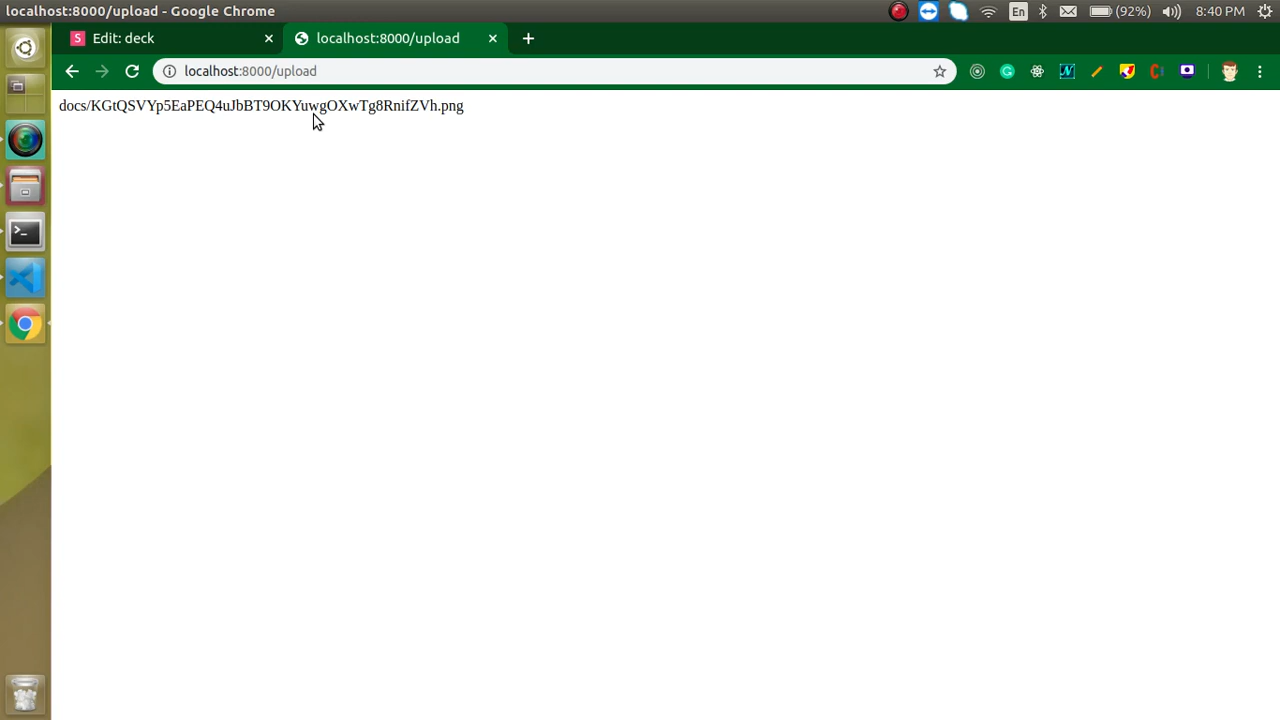 localhost:8000/upload - Google Chrome
En
(92%)
8:40 PM
S Edit: deck
localhost:8000/upload
localhost:8000/upload
docs/KGtQSVYp5EaPEQ4uJbBT9OKYuwgOXwTg8RnifZVh.png